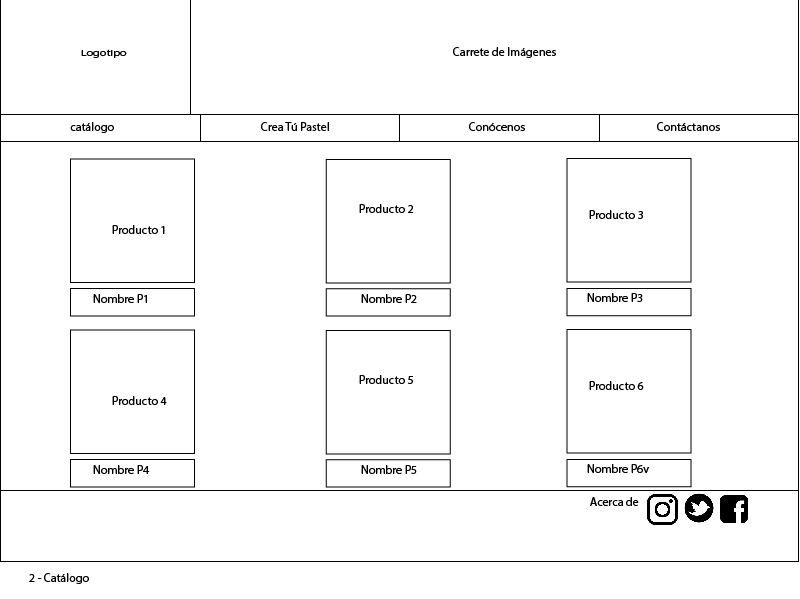 Logotipo
Carrete de Imágenes
catálogo
Crea Tú Pastel
Conócenos
Contáctanos
Producto 1
Producto 2
Producto 3
Nombre P1
Nombre P2
Nombre P3
Producto 4
Producto 5
Producto 6
Nombre P4
Nombre P5
Nombre P6v
Acerca de
2 - Catálogo